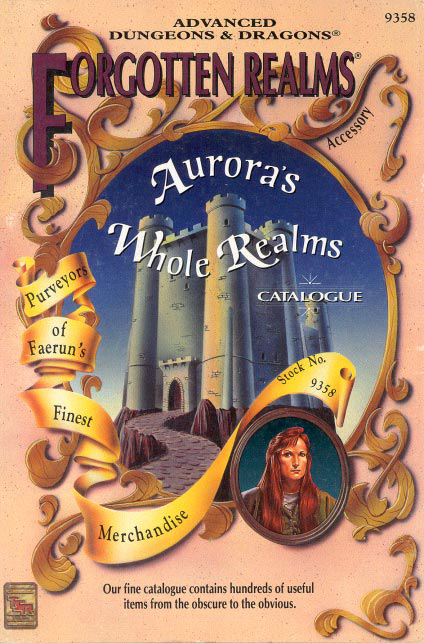 9358
ADVANCED
DUNGEONS & DRAGONS®
FORGOTTEN REALMS®
Accessory
Aurora's
Whole Realms
CATALOGUE
Purveyors
of
Faerun's
Finest
Merchandise
Stock No.
9358
Our fine catalogue contains hundreds of useful
items from the obscure to the obvious.
TSR